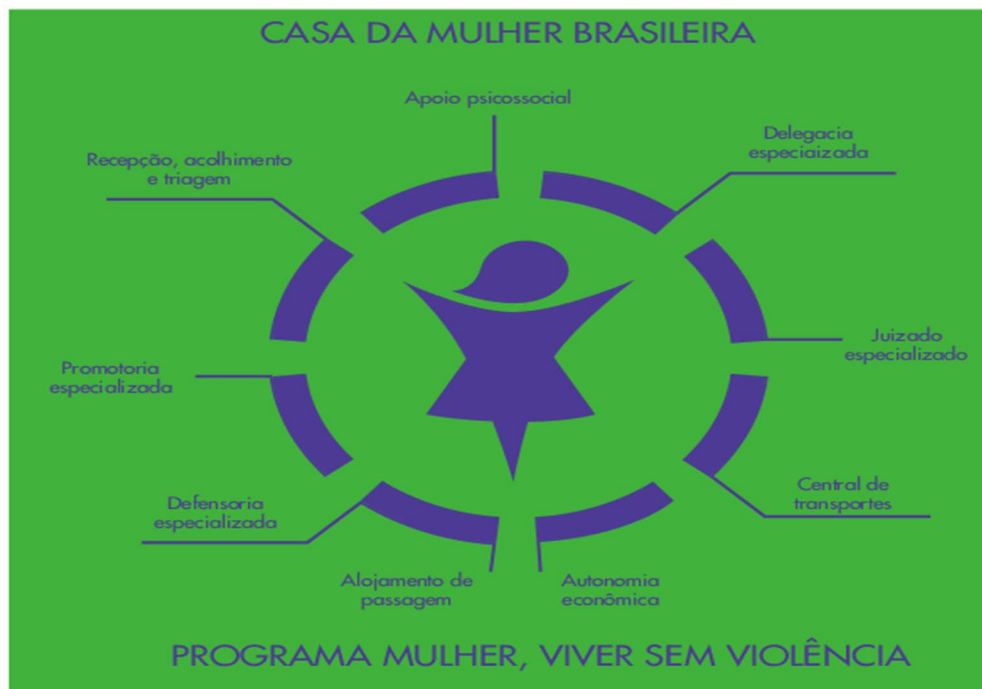 CASA DA MULHER BRASILEIRA
Apoio psicossocial
Delegacia
especiaizada
Recepção, acolhimento
e triagem
Juizado
especializado
Promotoria
especializada
Central de
transportes
Defensoria
especializada
Alojamento de
passagem
Autonomia
econômica
PROGRAMA MULHER, VIVER SEM VIOLÊNCIA